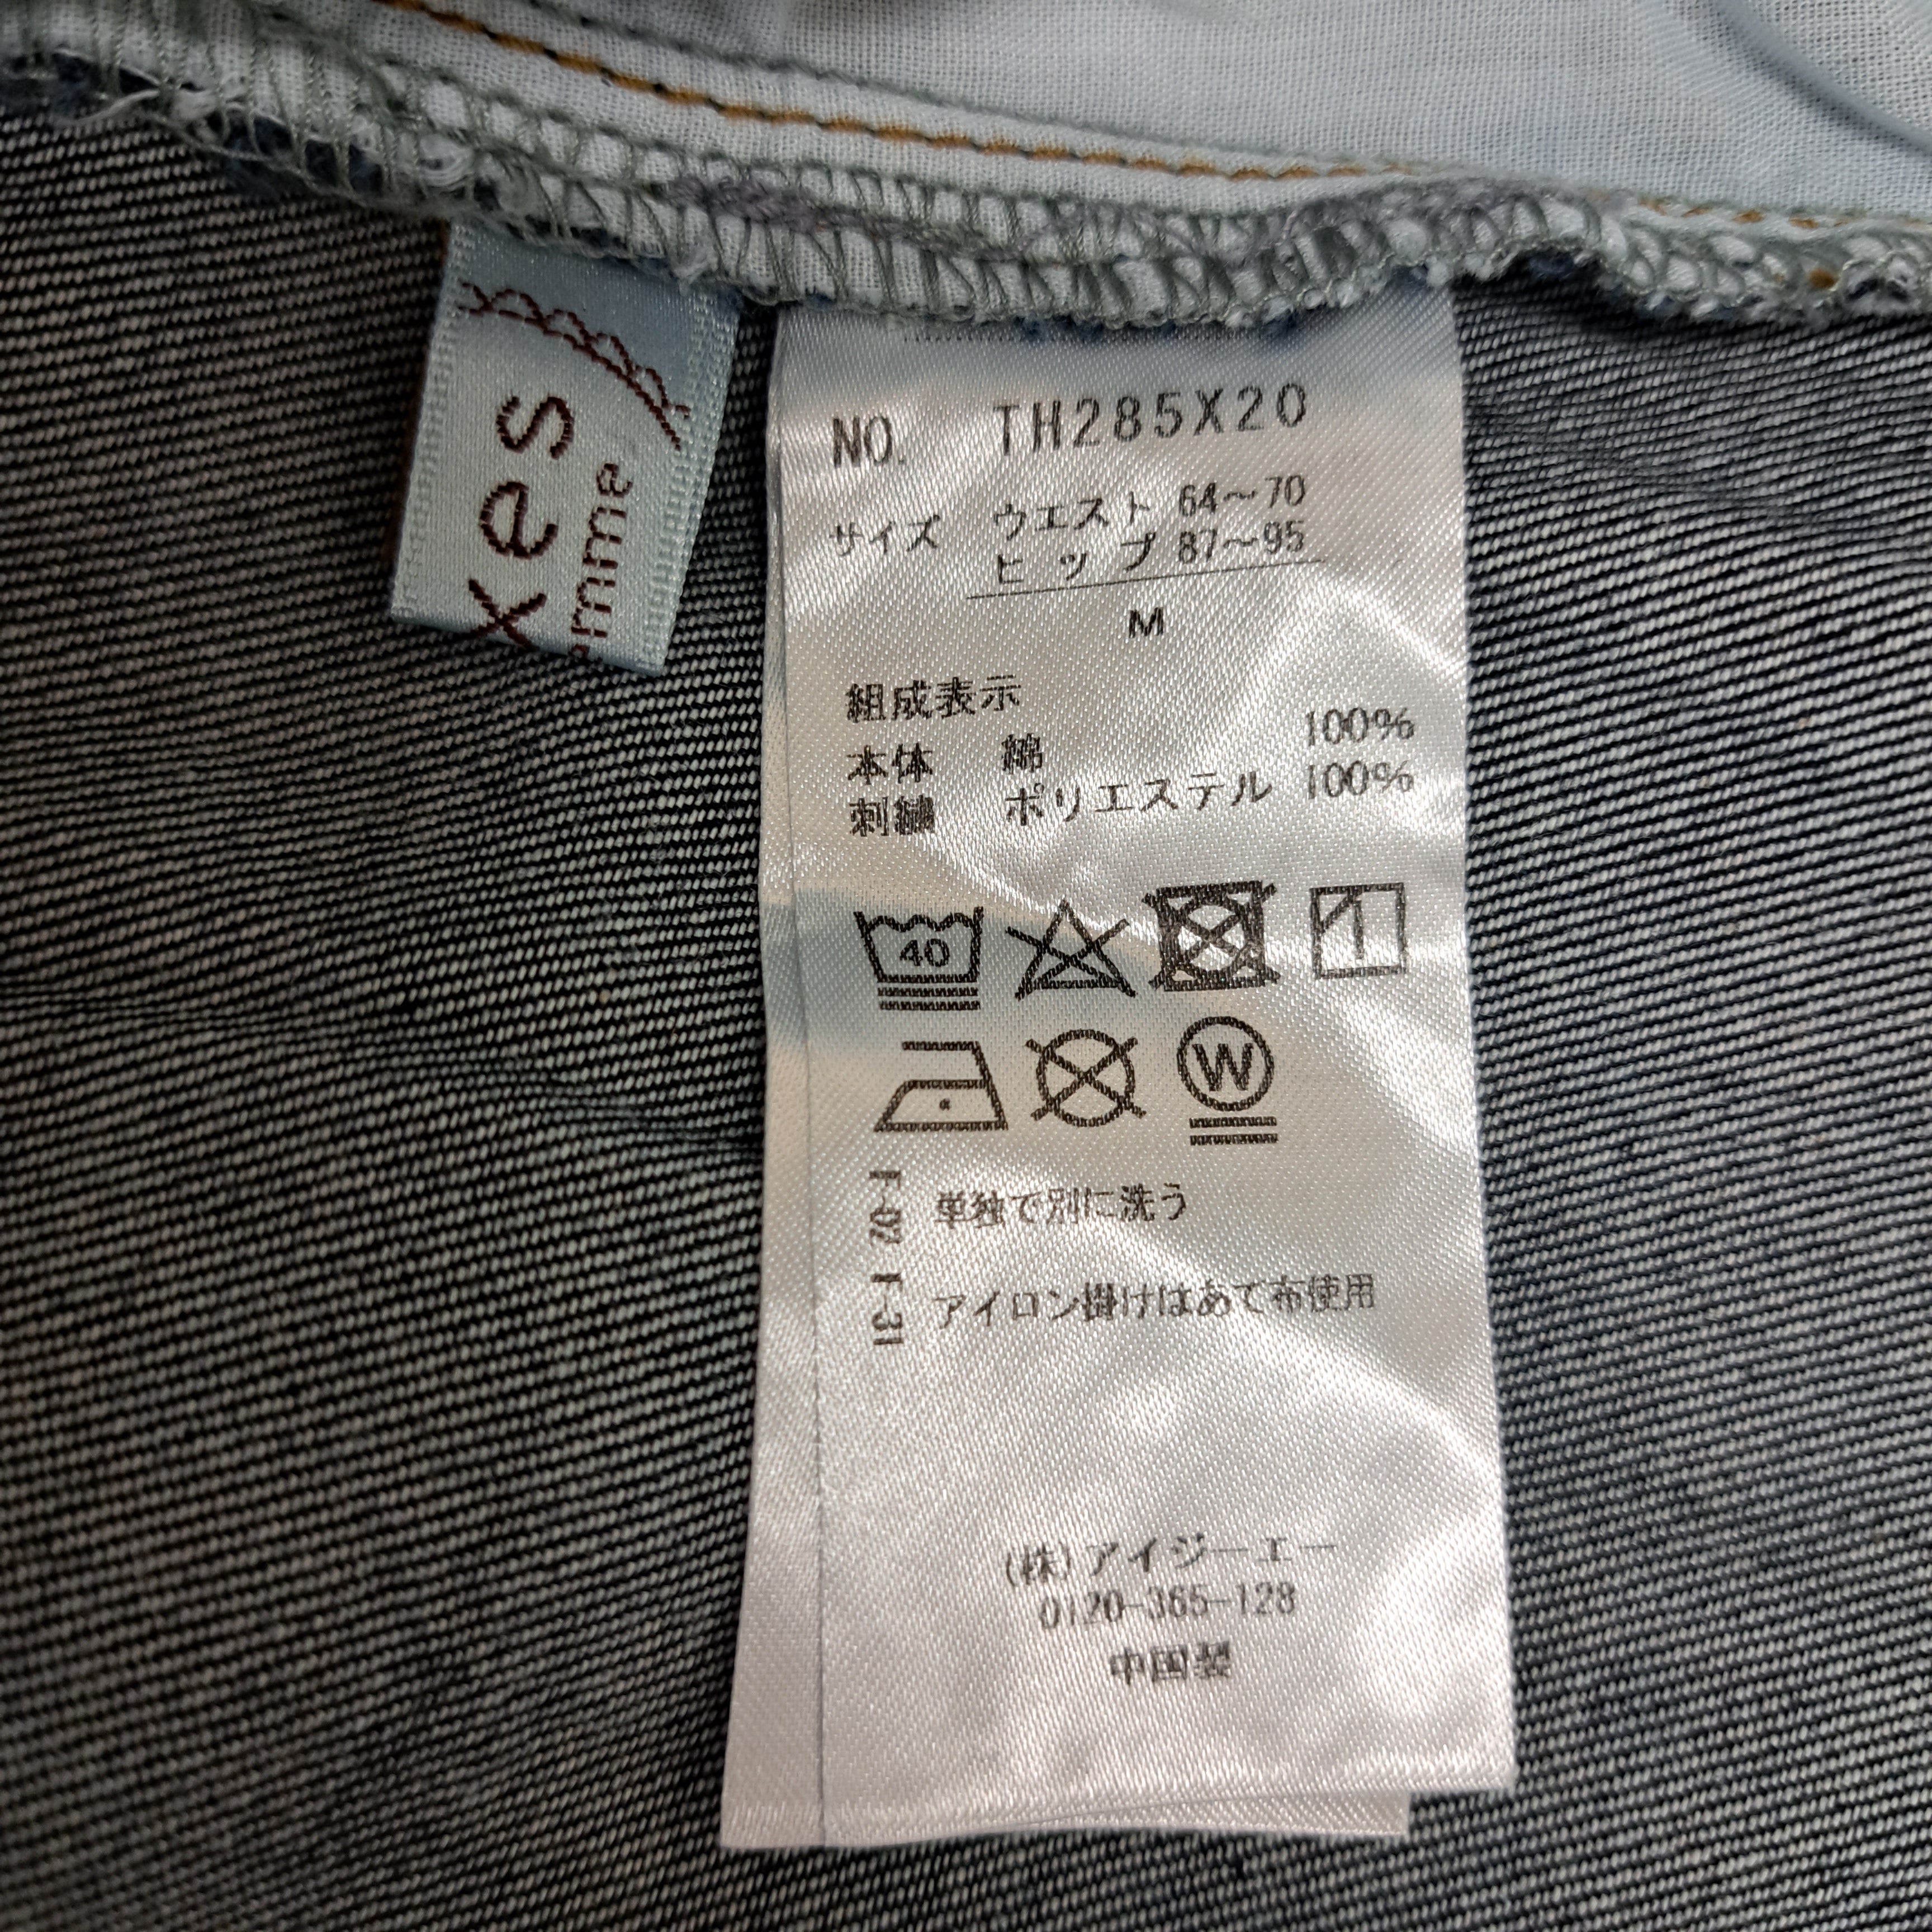 xes
emme
NO. TH285X20
サイズ ウエスト 64～70
ヒップ 87～95
M
組成表示
本体 綿 100%
刺繍 ポリエステル 100%
40
W
F-07 単独で別に洗う
T-31 アイロン掛けはあて布使用
(株)アイジーエー
0120-365-128
中国製